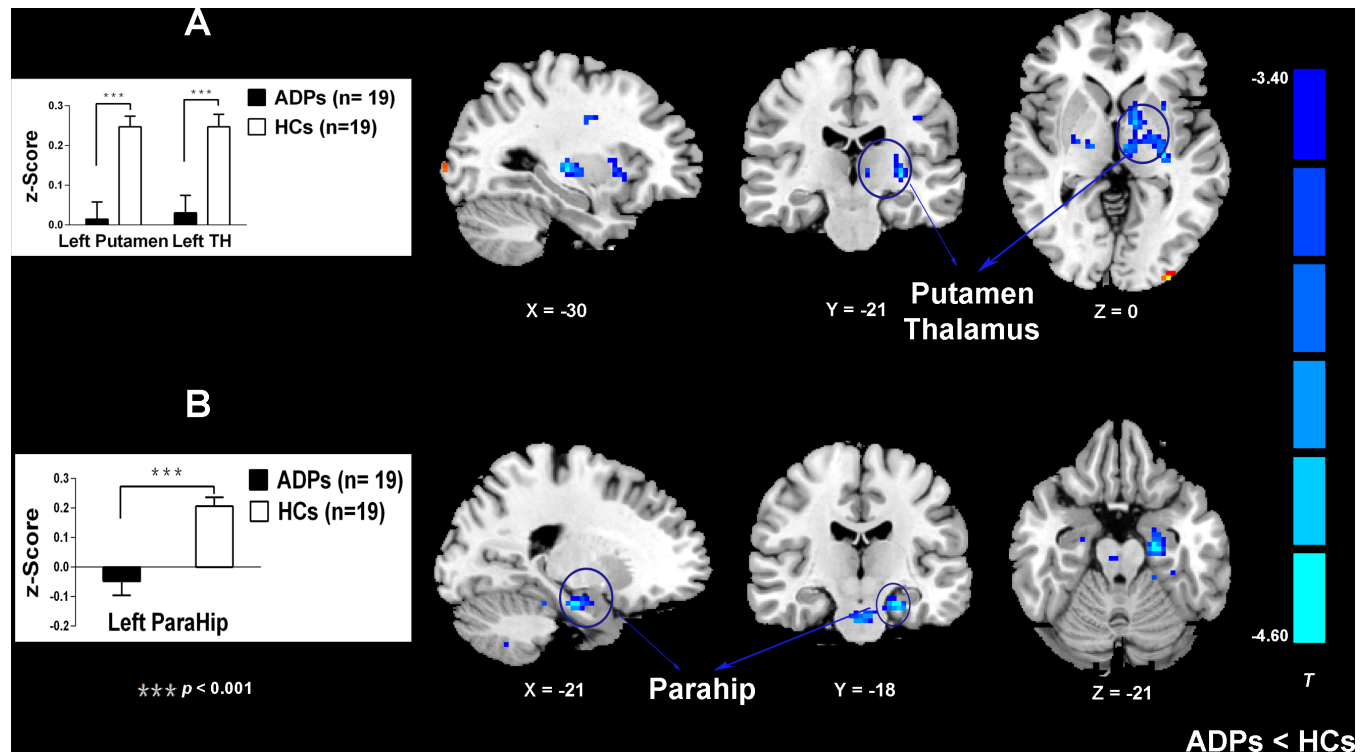 A
ADPs (n= 19)
HCs (n=19)
***
***
z-Score
0.3
0.2
0.1
0.0
Left Putamen Left TH
X = -30
Y = -21
Z = 0
Putamen
Thalamus
-3.40
-4.60
T
B
ADPs (n= 19)
HCs (n=19)
***
z-Score
0.3
0.2
0.1
0.0
-0.1
-0.2
Left ParaHip
*** p < 0.001
X = -21
Parahip
Y = -18
Z = -21
ADPs < HCs